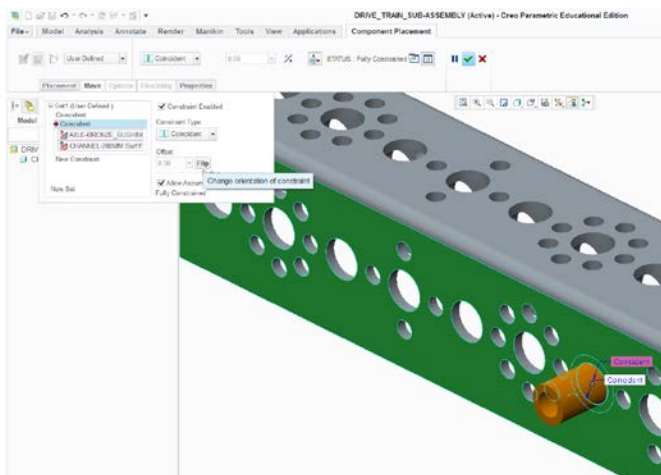 DRIVE_TRAIN_SUB-ASSEMBLY (Active) - Creo Parametric Educational Edition
File Model Analysis Annotate Render Manikin Tools View Applications Component Placement
User Defined Coincident 0.00 STATUS : Fully Constrained
Placement Move Options Flexibility Properties
Set1 (User Defined)
Coincident
Coincident
CHANNEL-288MM:Surf:F
New Constraint
New Set
Constraint Enabled
Constraint Type
Coincident
Offset
0.00 Flip
Change orientation of constraint
Allow Assum
Fully Constrained
Model
DRIV
Coincident
Coincident